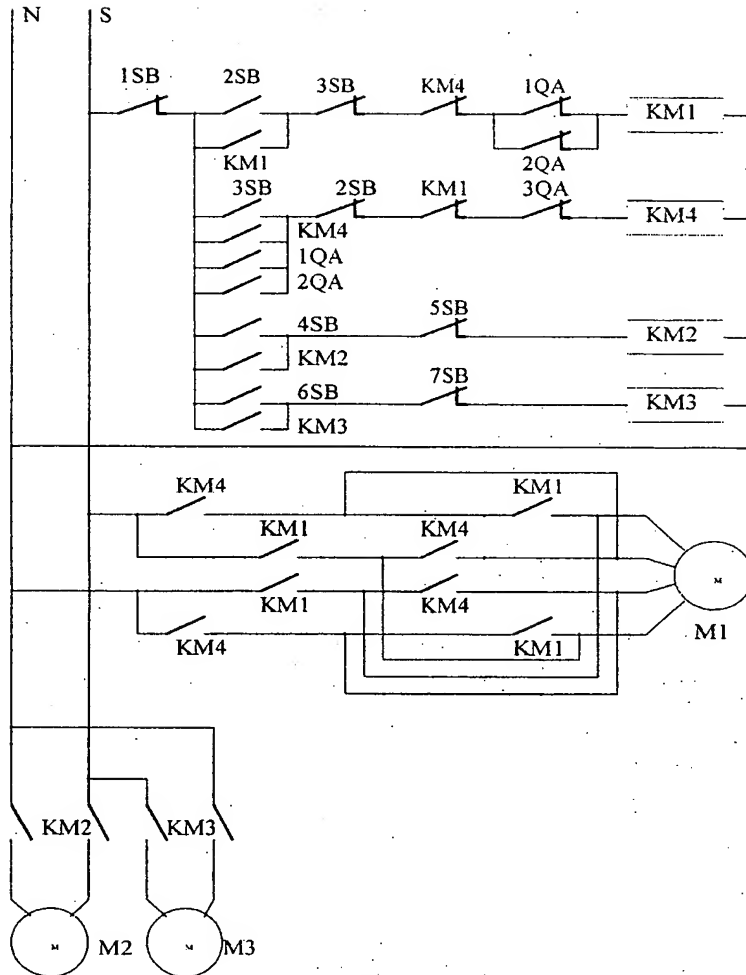 N S
1SB 2SB 3SB KM4 1QA KM1
KM1 2QA
3SB 2SB KM1 3QA KM4
KM4
1QA
2QA
4SB 5SB KM2
KM2
6SB 7SB KM3
KM3
KM4 KM1
KM1 KM4
M
KM1 KM4
KM4 KM1 M1
KM2 KM3
M M2 M M3